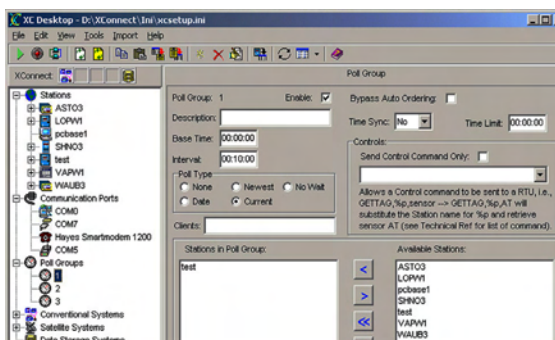 XC Desktop - D:\XConnect\Ini\xcsetup.ini
File Edit View Tools Import Help
XConnect:
Stations
ASTO3
LOPW1
pcbase1
SHNO3
test
VAPW1
WAUB3
Communication Ports
COM0
COM7
Hayes Smartmodem 1200
COM5
Poll Groups
1
2
3
Conventional Systems
Satellite Systems
Data Storage Systems
Poll Group
Poll Group: 1
Enable:
Bypass Auto Ordering:
Description:
Time Sync: No
Time Limit: 00:00:00
Base Time: 00:00:00
Interval: 00:10:00
Controls:
Send Control Command Only:
Poll Type
None Newest No Wait
Date Current
Allows a Control command to be sent to a RTU, i.e.,
GETTAG,%p,sensor --> GETTAG,%p,AT will
substitute the Station name for %p and retrieve
sensor AT (see Technical Ref for list of command).
Clients:
Stations in Poll Group:
test
<
>
<<
Available Stations:
ASTO3
LOPW1
pcbase1
SHNO3
test
VAPW1
WAUB3